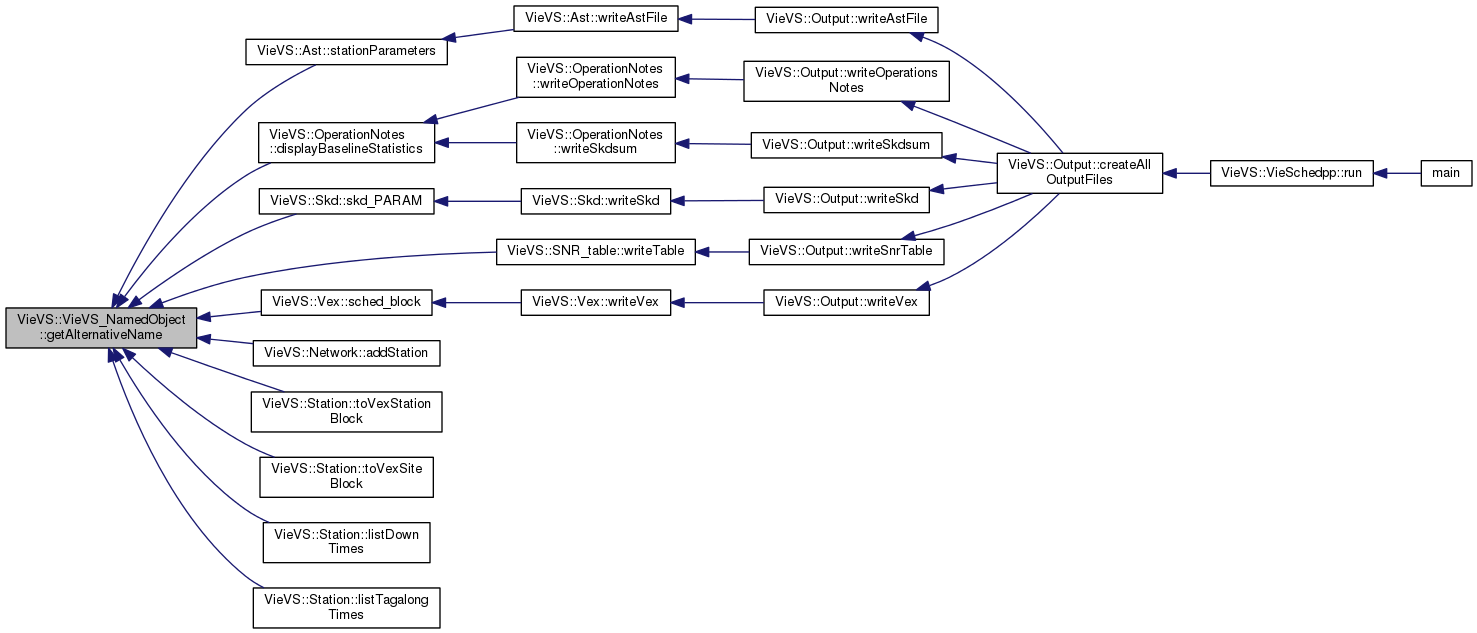 VieVS::Ast::writeAstFile
VieVS::Output::writeAstFile
VieVS::Ast::stationParameters
VieVS::OperationNotes
::writeOperationNotes
VieVS::Output::writeOperations
Notes
VieVS::OperationNotes
::displayBaselineStatistics
VieVS::OperationNotes
::writeSkdsum
VieVS::Output::writeSkdsum
VieVS::Output::createAll
OutputFiles
VieVS::VieSchedpp::run
main
VieVS::Skd::skd_PARAM
VieVS::Skd::writeSkd
VieVS::Output::writeSkd
VieVS::SNR_table::writeTable
VieVS::Output::writeSnrTable
VieVS::Vex::sched_block
VieVS::Vex::writeVex
VieVS::Output::writeVex
VieVS::VieVS_NamedObject
::getAlternativeName
VieVS::Network::addStation
VieVS::Station::toVexStation
Block
VieVS::Station::toVexSite
Block
VieVS::Station::listDown
Times
VieVS::Station::listTagalong
Times